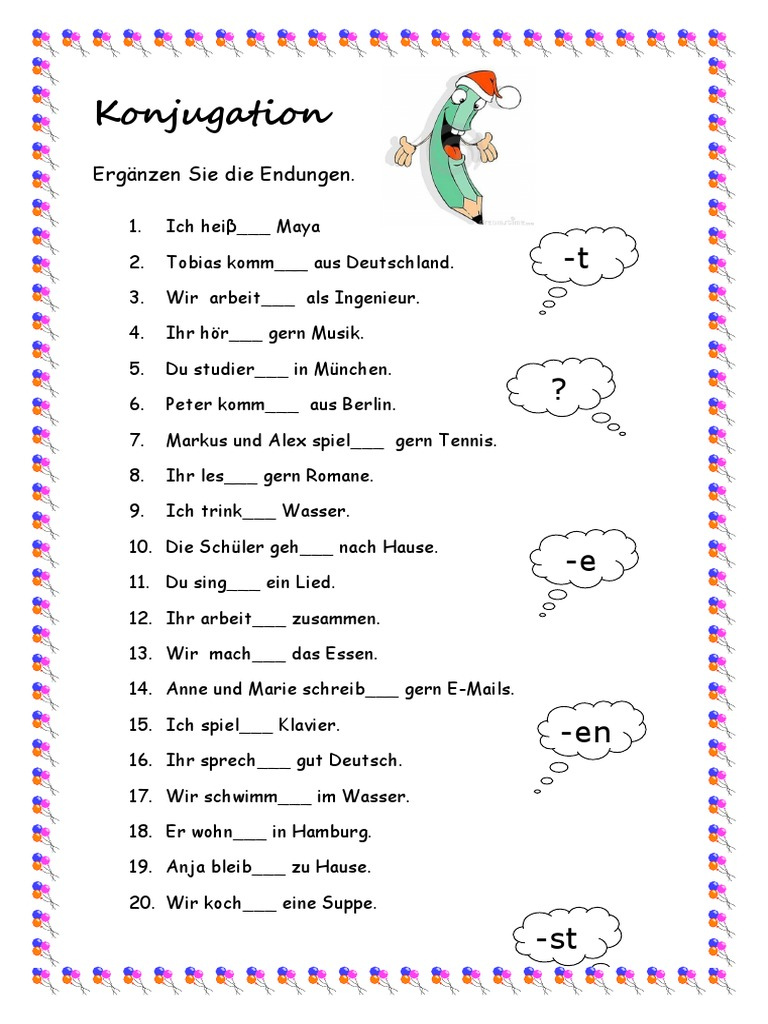 Konjugation
Ergänzen Sie die Endungen.
1. Ich heiβ___ Maya
2. Tobias komm___ aus Deutschland.
3. Wir arbeit___ als Ingenieur.
4. Ihr hör___ gern Musik.
5. Du studier___ in München.
6. Peter komm___ aus Berlin.
7. Markus und Alex spiel___ gern Tennis.
8. Ihr les___ gern Romane.
9. Ich trink___ Wasser.
10. Die Schüler geh___ nach Hause.
11. Du sing___ ein Lied.
12. Ihr arbeit___ zusammen.
13. Wir mach___ das Essen.
14. Anne und Marie schreib___ gern E-Mails.
15. Ich spiel___ Klavier.
16. Ihr sprech___ gut Deutsch.
17. Wir schwimm___ im Wasser.
18. Er wohn___ in Hamburg.
19. Anja bleib___ zu Hause.
20. Wir koch___ eine Suppe.
-t
?
-e
-en
-st